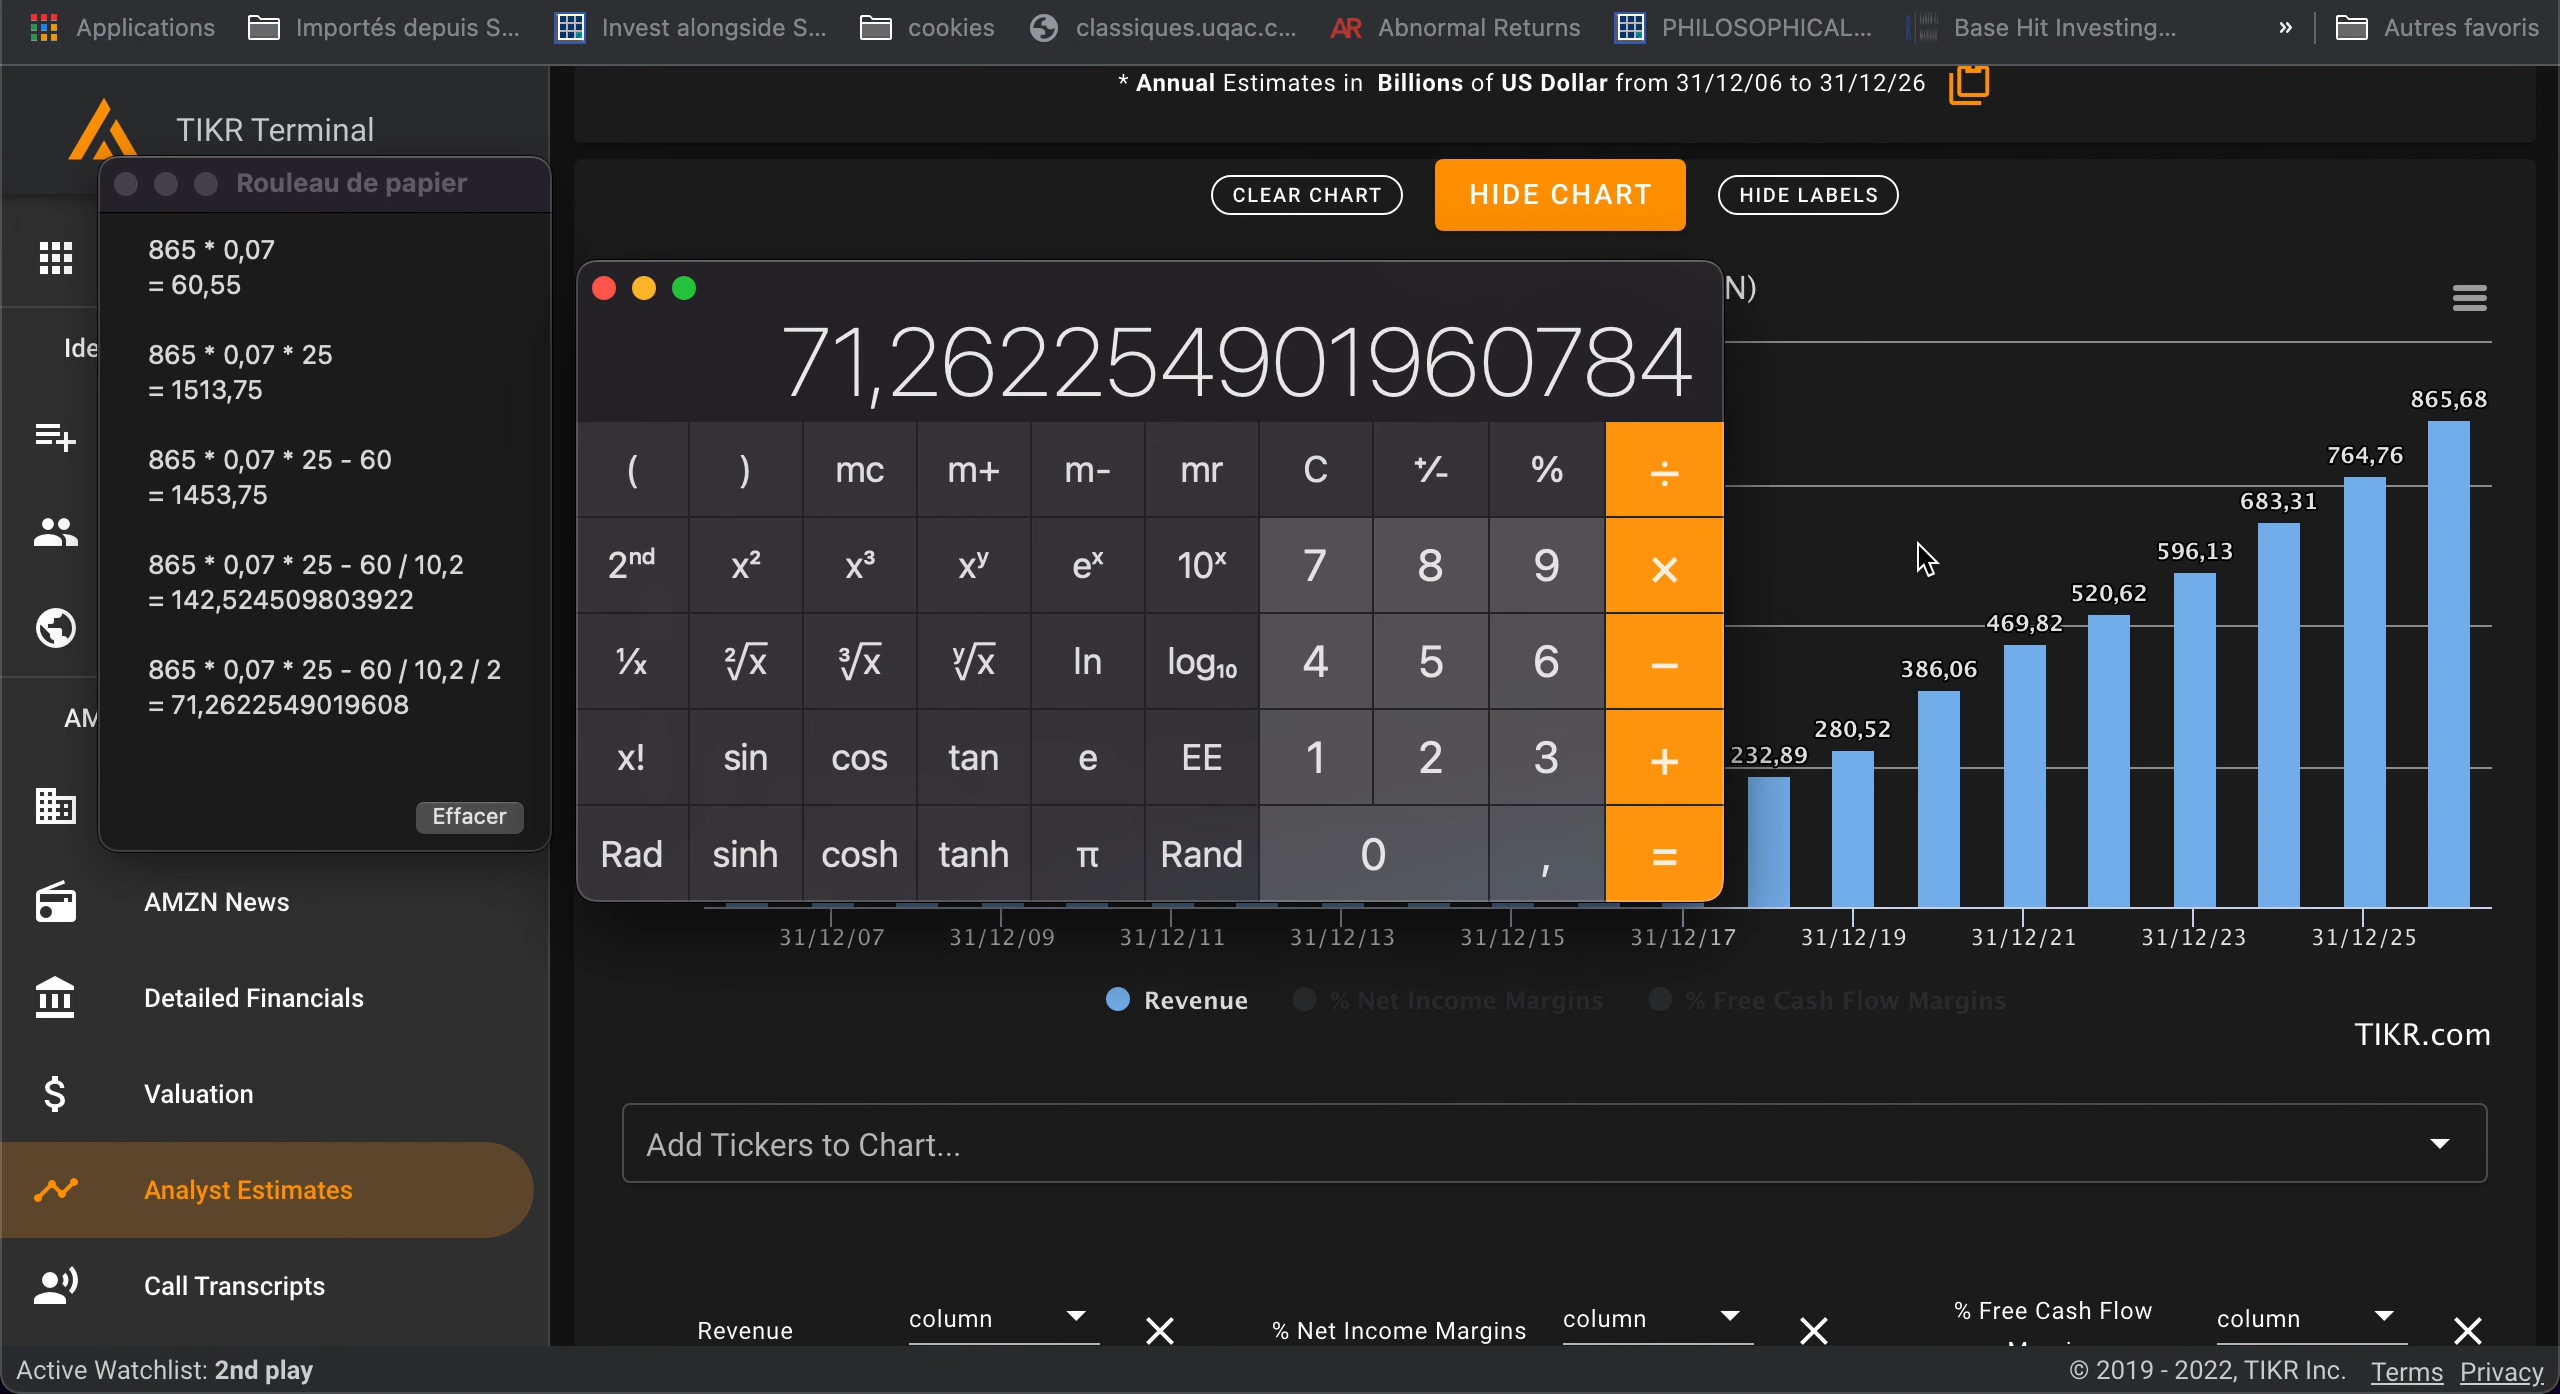 Applications
Importés depuis S...
Invest alongside S...
cookies
classiques.uqac.c...
AR Abnormal Returns
PHILOSOPHICAL...
Base Hit Investing...
»
Autres favoris
* Annual Estimates in Billions of US Dollar from 31/12/06 to 31/12/26
TIKR Terminal
Rouleau de papier
865 * 0,07
= 60,55
865 * 0,07 * 25
= 1513,75
865 * 0,07 * 25 - 60
= 1453,75
865 * 0,07 * 25 - 60 / 10,2
= 142,524509803922
865 * 0,07 * 25 - 60 / 10,2 / 2
= 71,2622549019608
Effacer
Ide
AM
AMZN News
Detailed Financials
Valuation
Analyst Estimates
Call Transcripts
CLEAR CHART
HIDE CHART
HIDE LABELS
N)
71,262254901960784
( ) mc m+ m- mr C ⁺∕₋ % ÷
2ⁿᵈ x² x³ xʸ eˣ 10ˣ 7 8 9 ×
¹∕ₓ ²√x ³√x ʸ√x ln log₁₀ 4 5 6 −
x! sin cos tan e EE 1 2 3 +
Rad sinh cosh tanh π Rand 0 , =
232,89
280,52
386,06
469,82
520,62
596,13
683,31
764,76
865,68
31/12/07 31/12/09 31/12/11 31/12/13 31/12/15 31/12/17 31/12/19 31/12/21 31/12/23 31/12/25
Revenue % Net Income Margins % Free Cash Flow Margins
TIKR.com
Add Tickers to Chart...
Revenue
column
% Net Income Margins
column
% Free Cash Flow
column
Active Watchlist: 2nd play
© 2019 - 2022, TIKR Inc. Terms Privacy